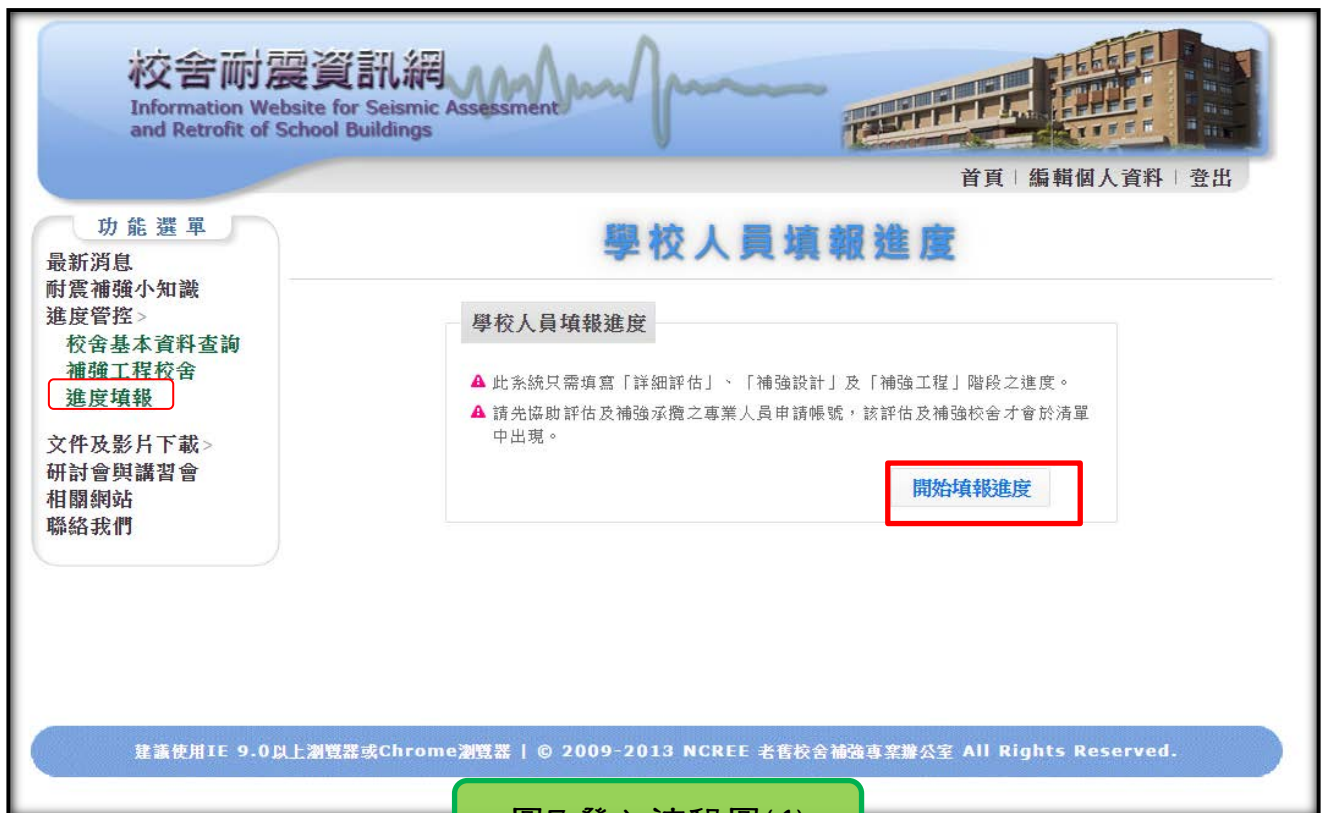 校舍耐震資訊網
Information Website for Seismic Assessment
and Retrofit of School Buildings
首頁 | 編輯個人資料 | 登出
功能選單
最新消息
耐震補強小知識
進度管控>
校舍基本資料查詢
補強工程校舍
進度填報
文件及影片下載>
研討會與講習會
相關網站
聯絡我們
學校人員填報進度
學校人員填報進度
此系統只需填寫「詳細評估」、「補強設計」及「補強工程」階段之進度。
請先協助評估及補強承攬之專業人員申請帳號，該評估及補強校舍才會於清單
中出現。
開始填報進度
建議使用IE 9.0以上瀏覽器或Chrome瀏覽器 | © 2009-2013 NCREE 老舊校舍補強專案辦公室 All Rights Reserved.